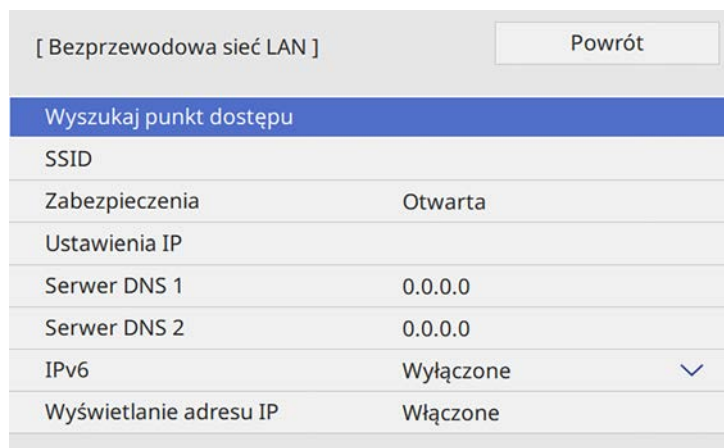 [ Bezprzewodowa sieć LAN ] Powrót
Wyszukaj punkt dostępu
SSID
Zabezpieczenia Otwarta
Ustawienia IP
Serwer DNS 1 0.0.0.0
Serwer DNS 2 0.0.0.0
IPv6 Wyłączone
Wyświetlanie adresu IP Włączone